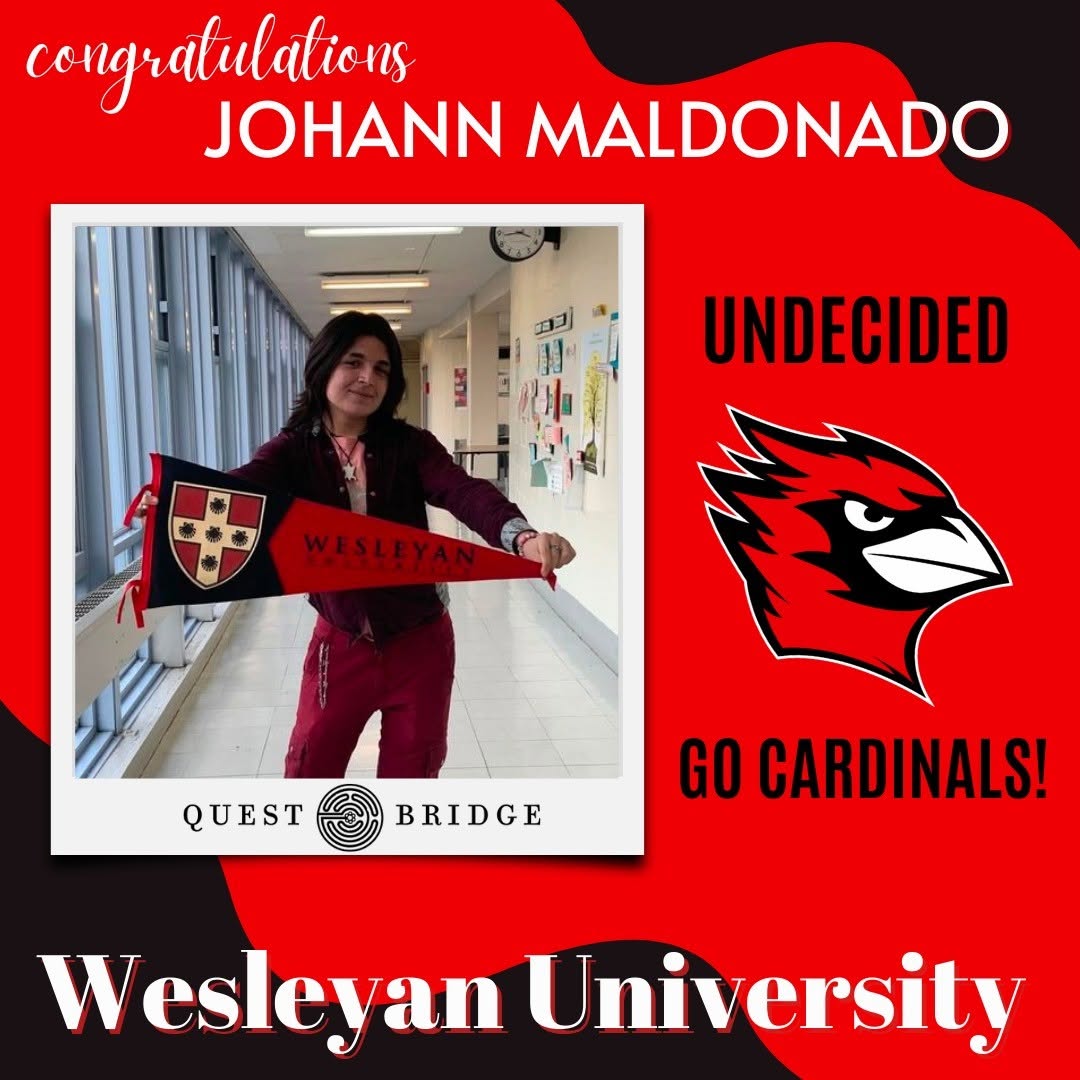 congratulations
JOHANN MALDONADO
UNDECIDED
WESLEYAN
GO CARDINALS!
QUEST BRIDGE
Wesleyan University